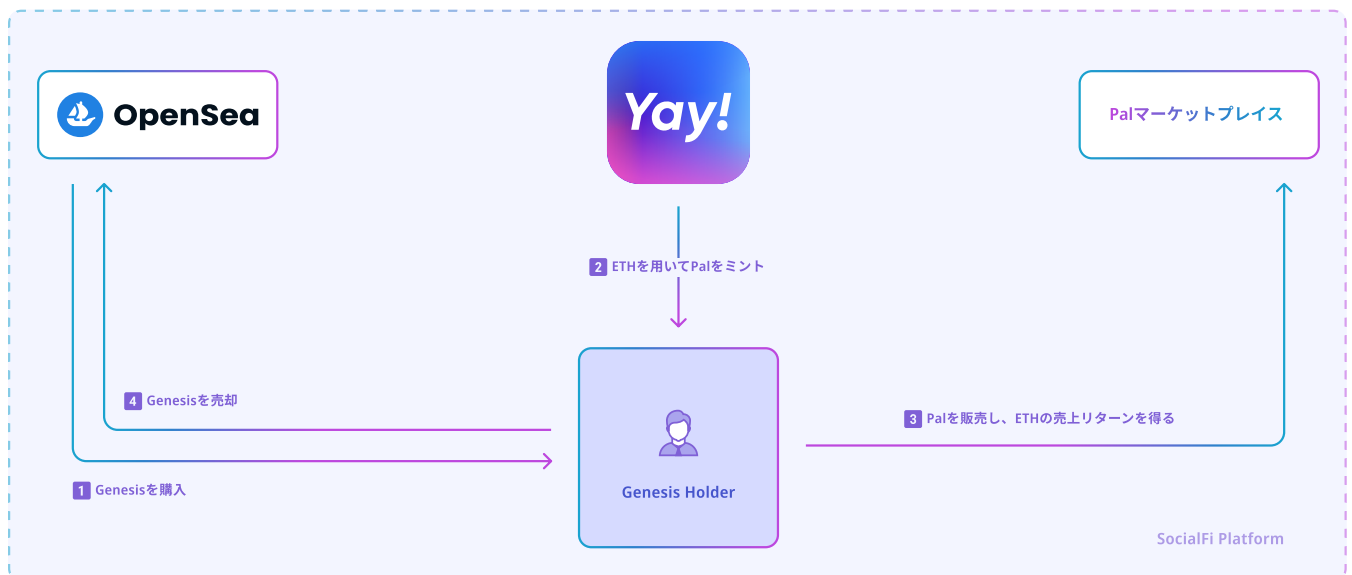 OpenSea
Yay!
Palマーケットプレイス
2 ETHを用いてPalをミント
4 Genesisを売却
3 Palを販売し、ETHの売上リターンを得る
1 Genesisを購入
Genesis Holder
SocialFi Platform